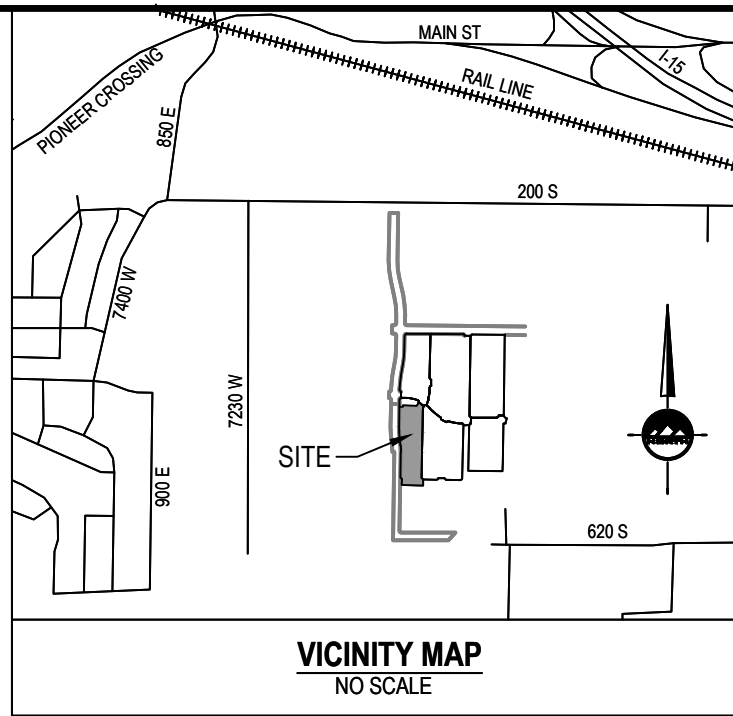 MAIN ST
I-15
PIONEER CROSSING
RAIL LINE
850 E
200 S
7400 W
7230 W
SITE
900 E
620 S
VICINITY MAP
NO SCALE